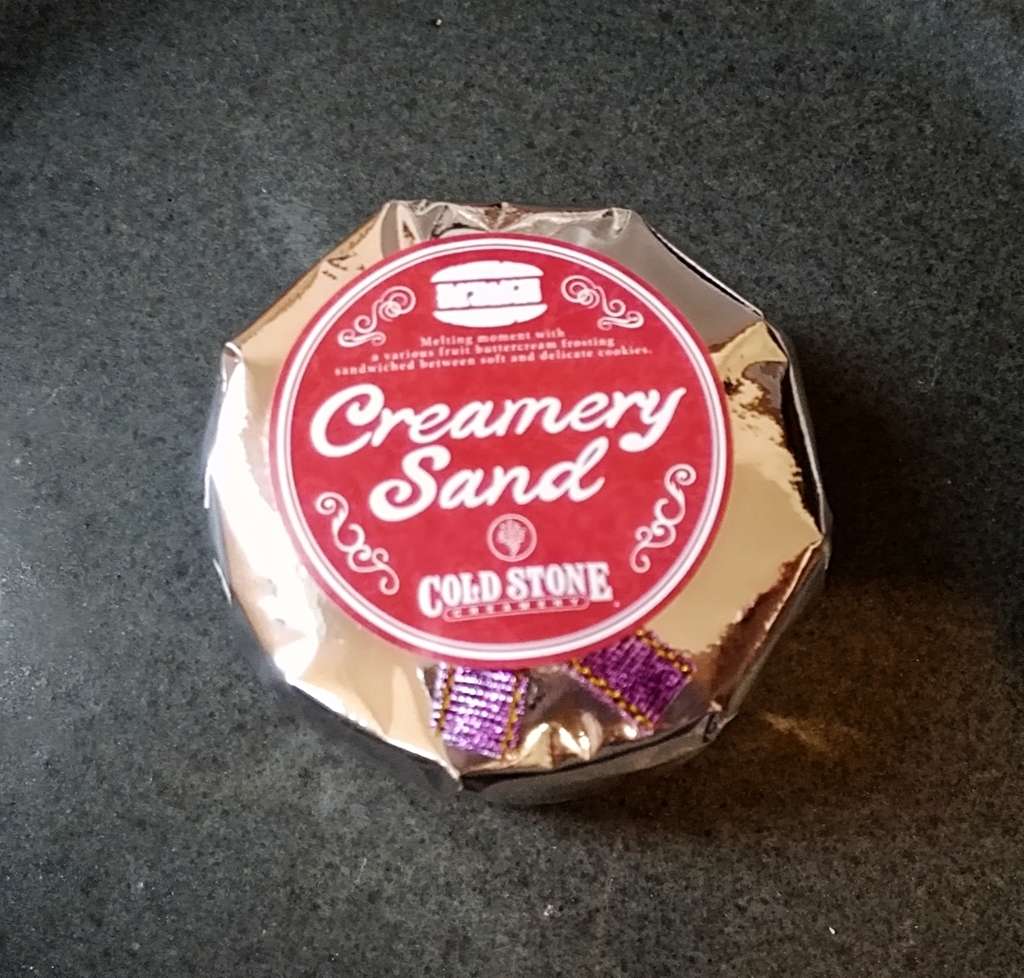 Melting moment with
a various fruit buttercream frosting
sandwiched between soft and delicate cookies.
Creamery
Sand
COLD STONE
CREAMERY